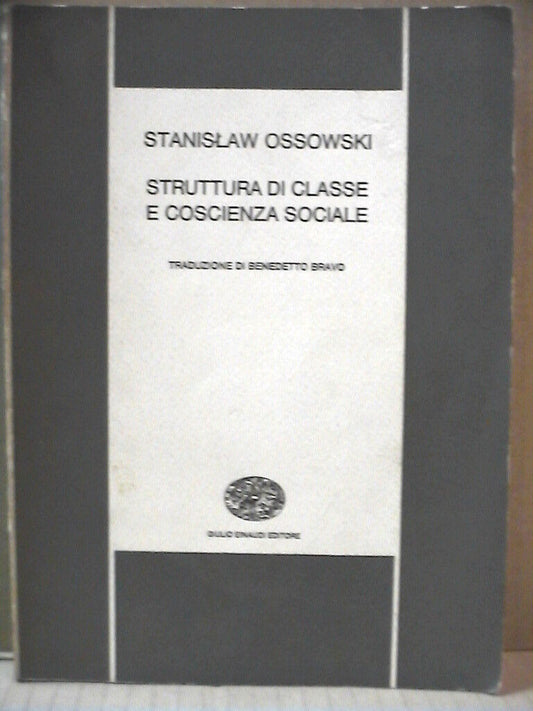 STANISŁAW OSSOWSKI
STRUTTURA DI CLASSE
E COSCIENZA SOCIALE
TRADUZIONE DI BENEDETTO BRAVO
GIULIO EINAUDI EDITORE